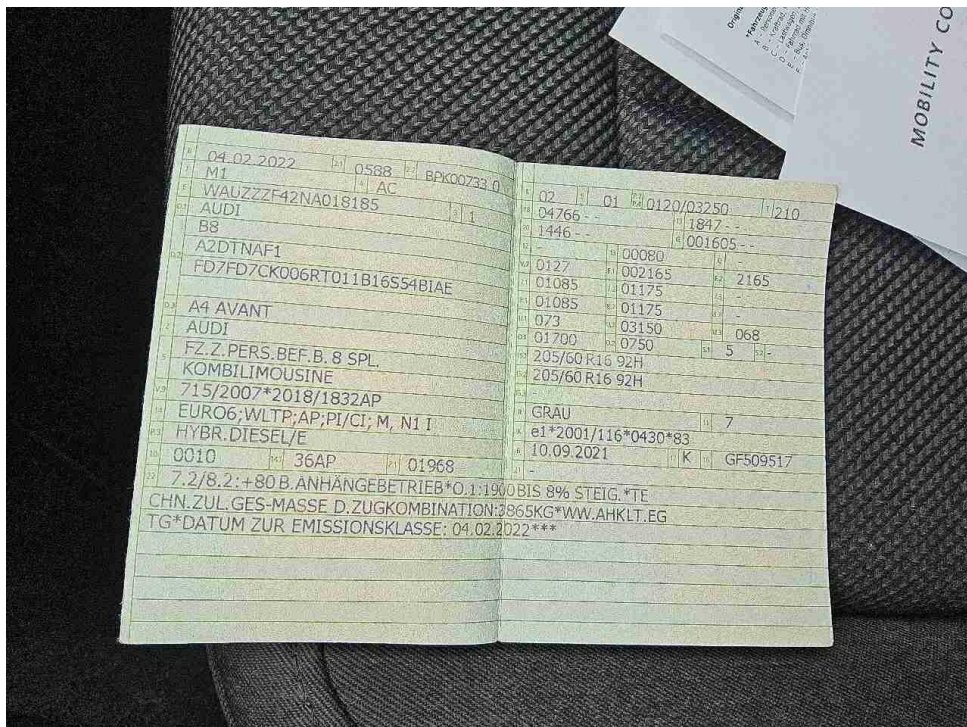 04.02.2022 0588 BPK00733 0
M1 AC
WAUZZZF42NA018185 1
AUDI
B8
A2DTNAF1
FD7FD7CK006RT011B16S54BIAE
A4 AVANT
AUDI
FZ.Z.PERS.BEF.B. 8 SPL.
KOMBILIMOUSINE
715/2007*2018/1832AP
EURO6;WLTP;AP;PI/CI; M, N1 I
HYBR.DIESEL/E
0010 36AP 01968
02 01 0120/03250 210
04766 - - 1847 - -
1446 - - 001605 - -
- 00080 -
0127 002165 2165
01085 01175 -
01085 01175 -
073 03150 068
01700 0750 5 -
205/60 R16 92H
205/60 R16 92H
GRAU 7
e1*2001/116*0430*83
10.09.2021 K GF509517
-
7.2/8.2:+80 B.ANHÄNGEBETRIEB*O.1:1900 BIS 8% STEIG.*TE
CHN.ZUL.GES-MASSE D.ZUGKOMBINATION:3865KG*WW.AHKLT.EG
TG*DATUM ZUR EMISSIONSKLASSE: 04.02.2022***
MOBILITY CO
Origina
*Fahrzeug